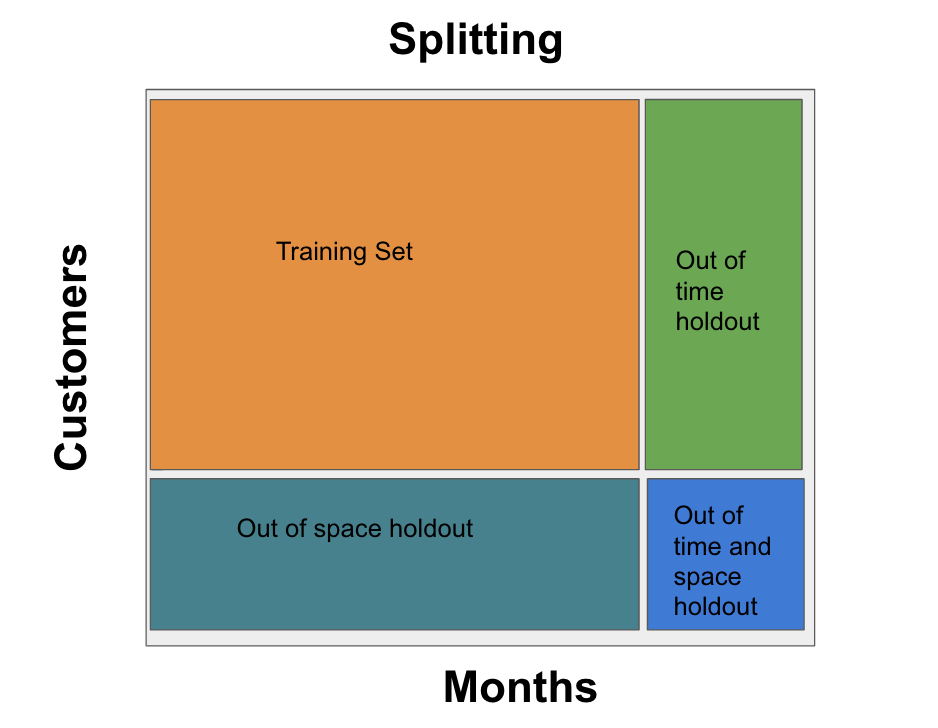 Splitting
Customers
Training Set
Out of
time
holdout
Out of space holdout
Out of
time and
space
holdout
Months